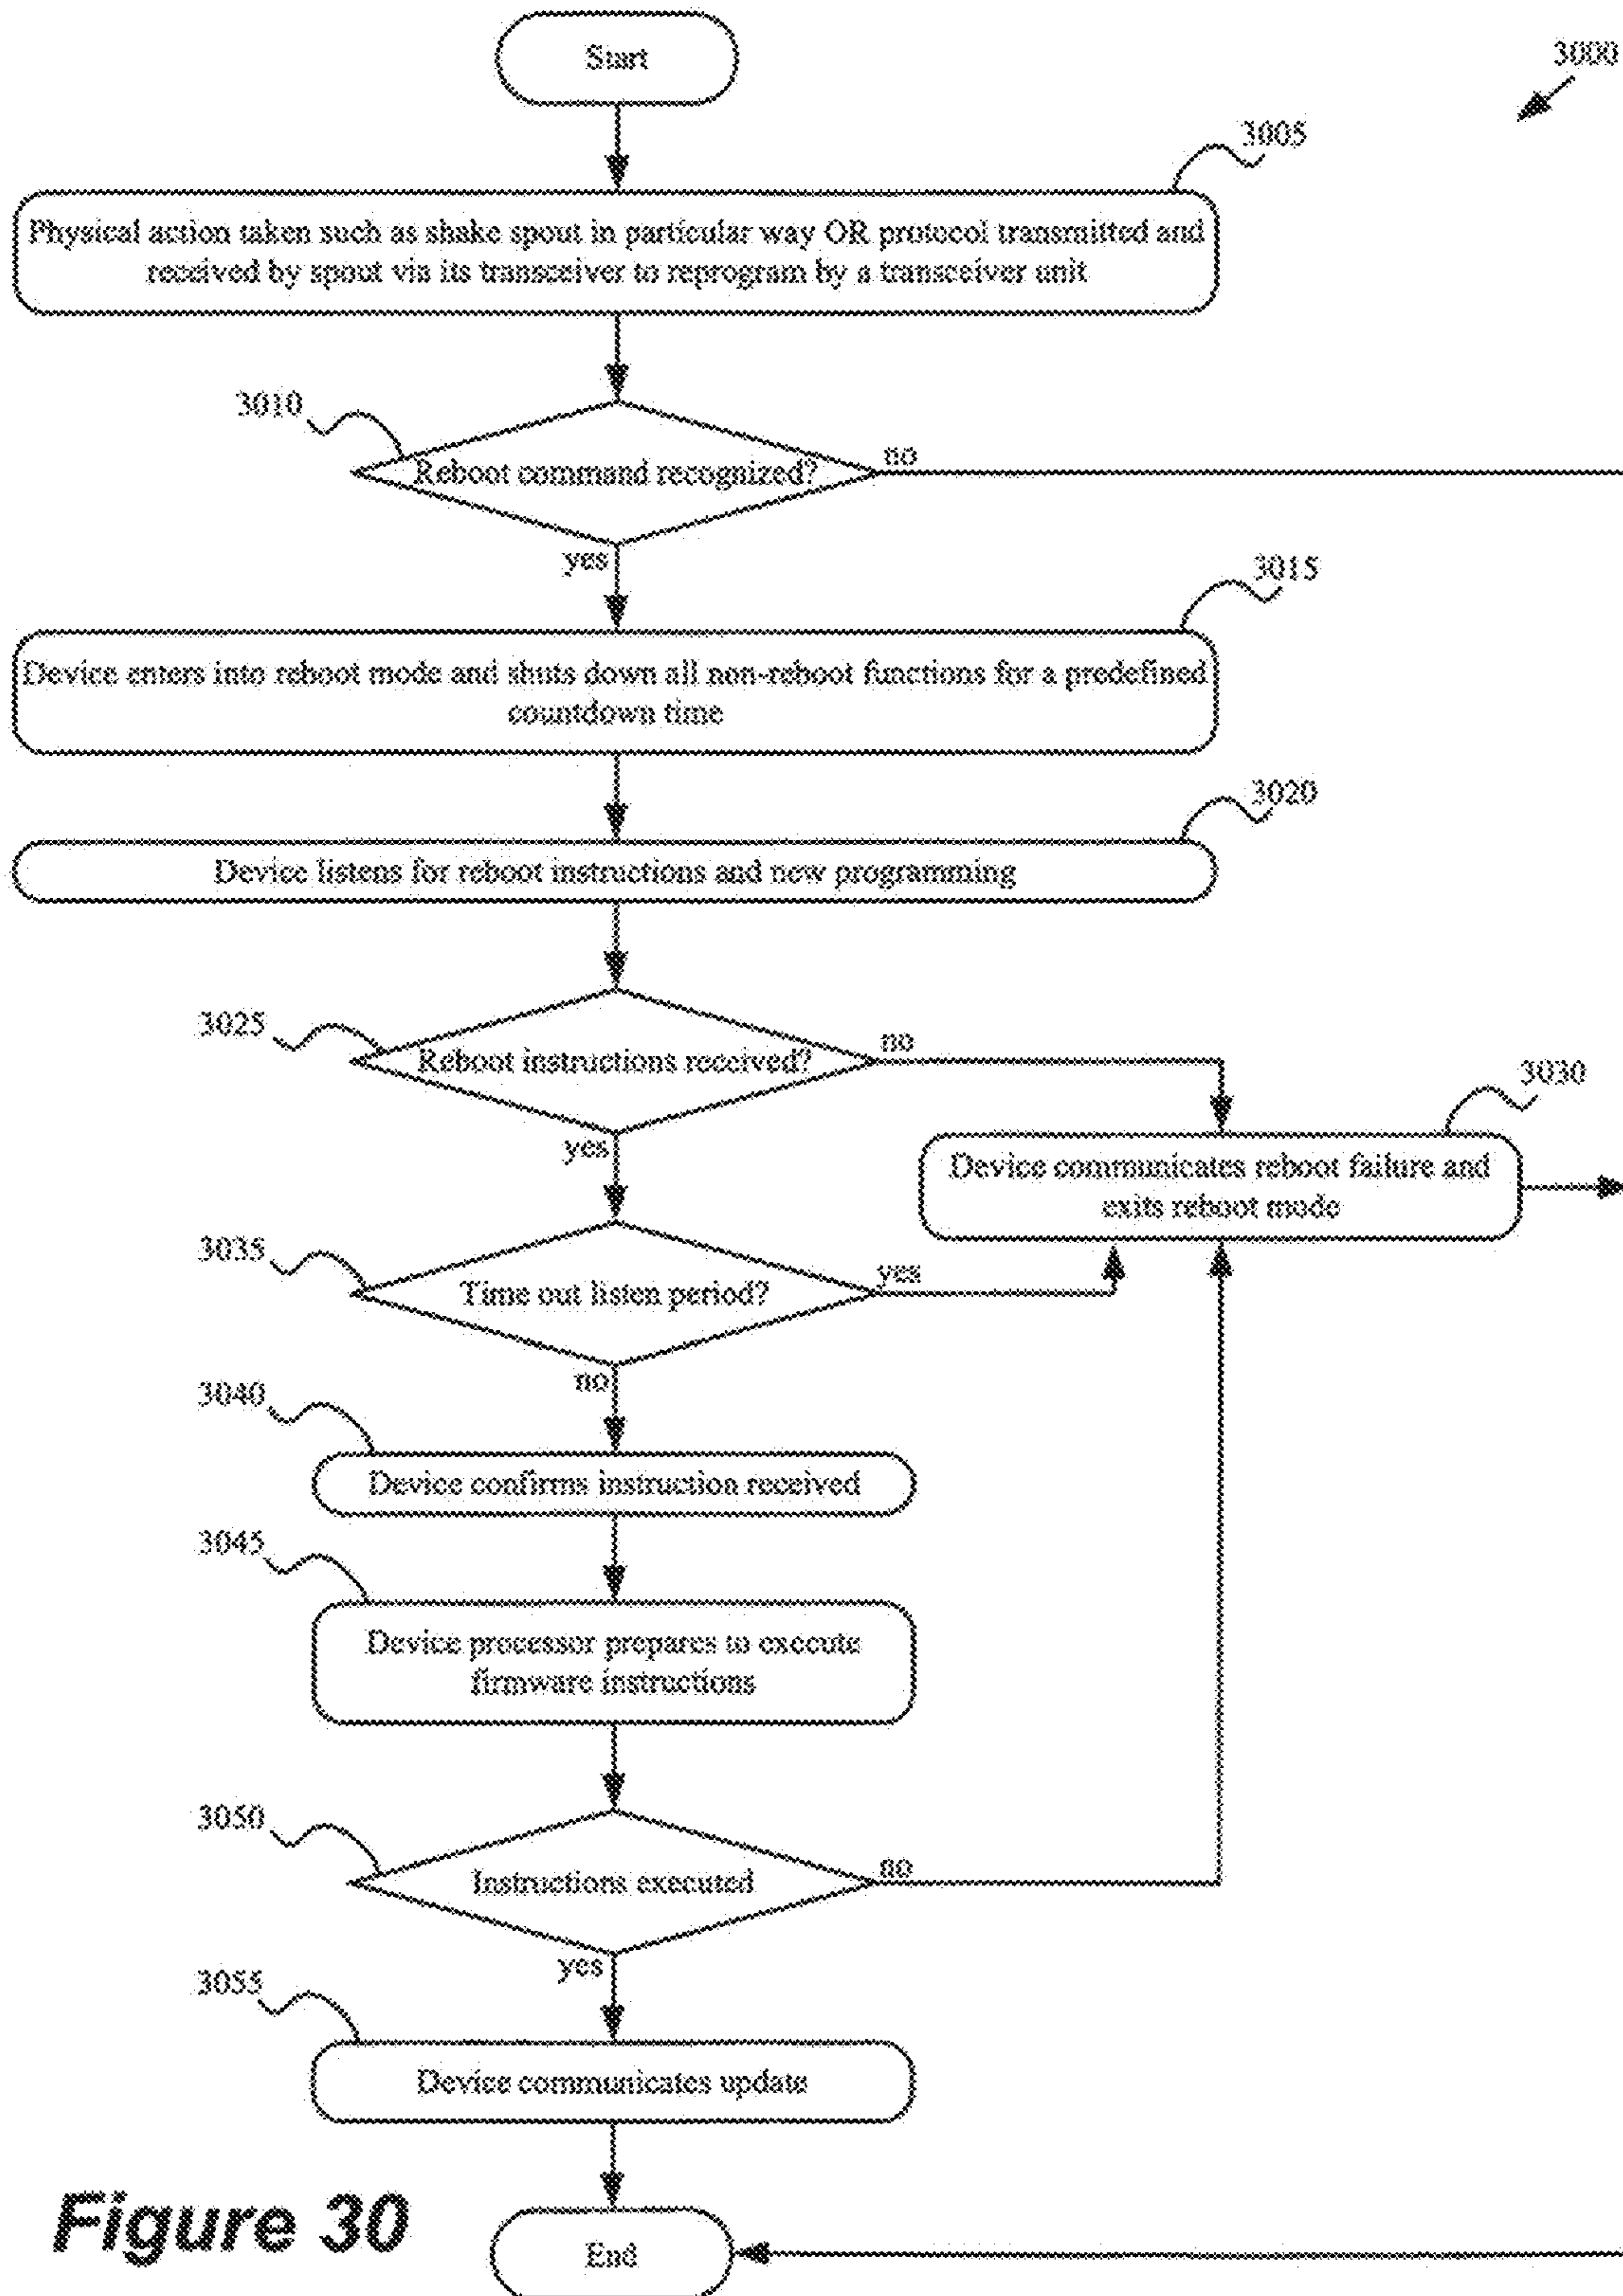 Start
3000
3005
Physical action taken such as shake spout in particular way OR protocol transmitted and
received by spout via its transceiver to reprogram by a transceiver unit
3010
Reboot command recognized?
no
yes
3015
Device enters into reboot mode and shuts down all non-reboot functions for a predefined
countdown time
3020
Device listens for reboot instructions and new programming
3025
Reboot instructions received?
no
yes
3030
Device communicates reboot failure and
exits reboot mode
3035
Time out listen period?
yes
no
3040
Device confirms instruction received
3045
Device processor prepares to execute
firmware instructions
3050
Instructions executed
no
yes
3055
Device communicates update
Figure 30
End